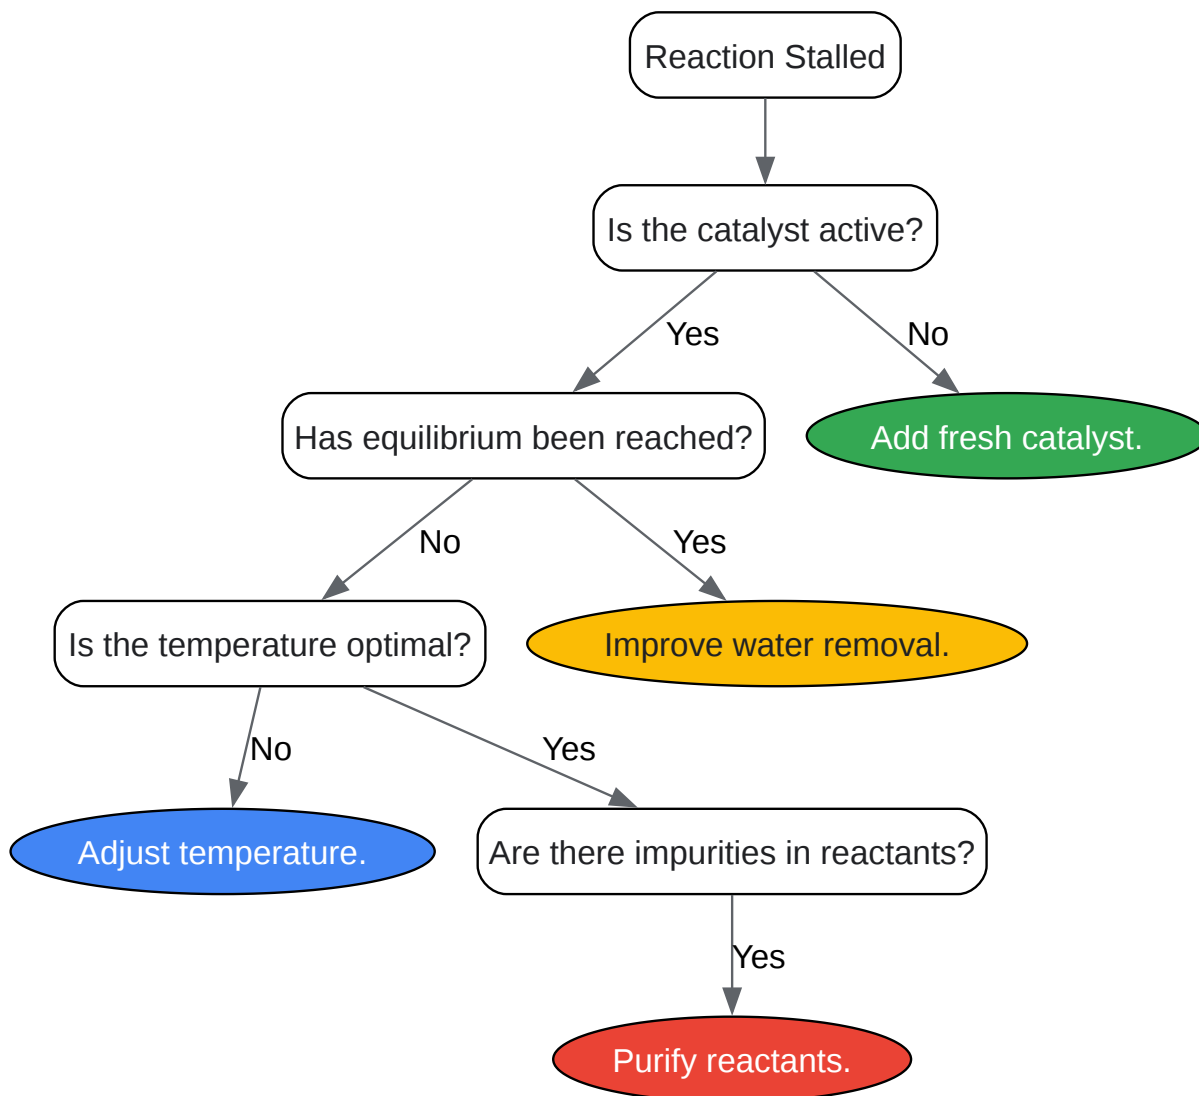 Reaction Stalled
Is the catalyst active?
Yes
No
Has equilibrium been reached?
Add fresh catalyst.
No
Yes
Is the temperature optimal?
Improve water removal.
No
Yes
Adjust temperature.
Are there impurities in reactants?
Yes
Purify reactants.